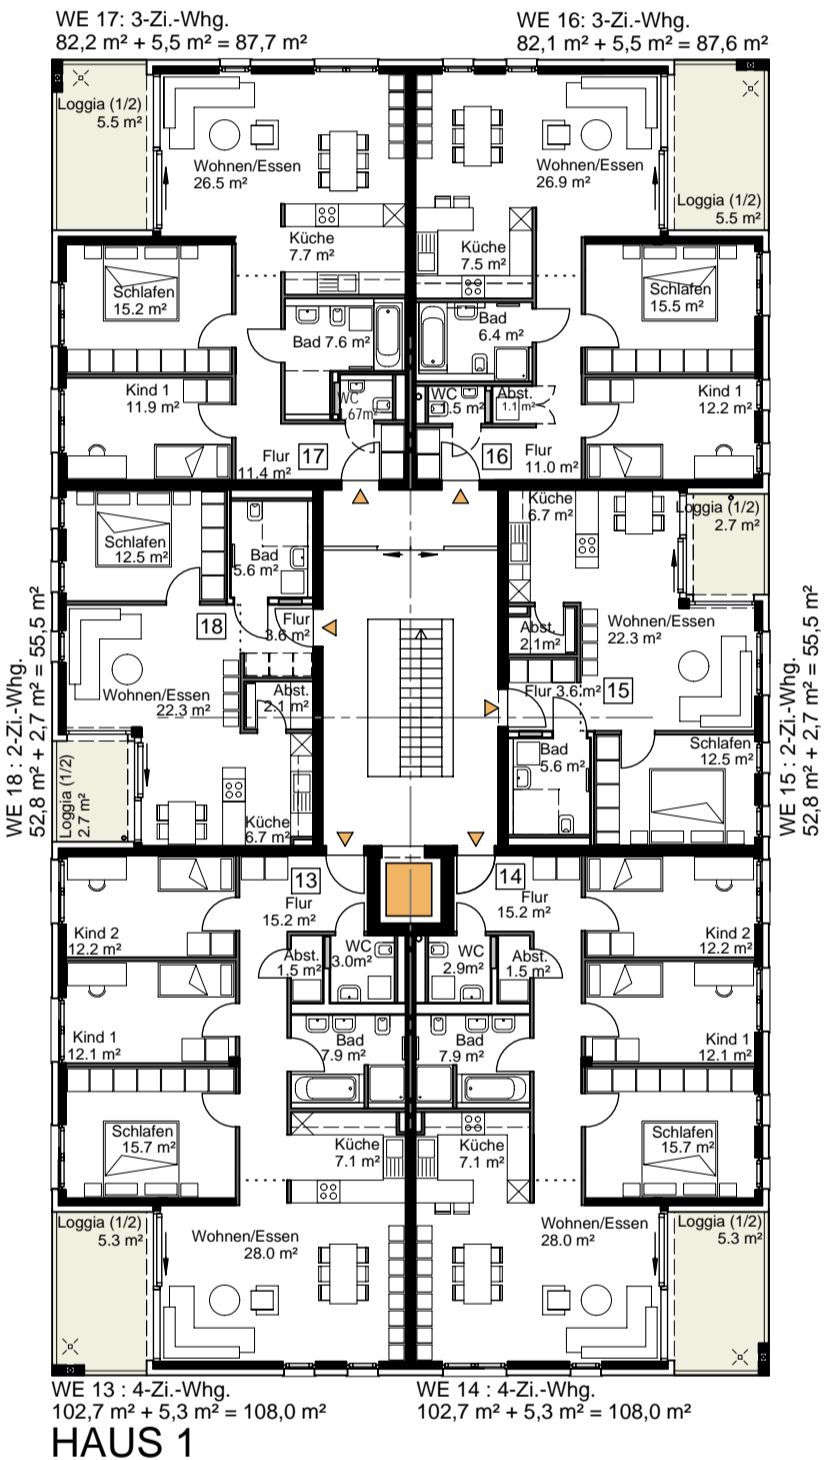 WE 17: 3-Zi.-Whg.
82,2 m² + 5,5 m² = 87,7 m²
WE 16: 3-Zi.-Whg.
82,1 m² + 5,5 m² = 87,6 m²
Loggia (1/2)
5.5 m²
Wohnen/Essen
26.5 m²
Küche
7.7 m²
Wohnen/Essen
26.9 m²
Loggia (1/2)
5.5 m²
Küche
7.5 m²
Schlafen
15.2 m²
Bad 7.6 m²
Bad
6.4 m²
Schlafen
15.5 m²
Kind 1
11.9 m²
WC
WC
1.5 m²
Abst.
1.1 m²
Kind 1
12.2 m²
Flur
11.4 m²
17
16
Flur
11.0 m²
Schlafen
12.5 m²
Bad
5.6 m²
Küche
6.7 m²
Loggia (1/2)
2.7 m²
18
Flur
3.6 m²
Abst.
2.1m²
Wohnen/Essen
22.3 m²
Wohnen/Essen
22.3 m²
Abst.
2.1 m²
Flur 3.6 m²
15
WE 18 : 2-Zi.-Whg.
52,8 m² + 2,7 m² = 55,5 m²
WE 15 : 2-Zi.-Whg.
52,8 m² + 2,7 m² = 55,5 m²
Loggia (1/2)
2.7 m²
Küche
6.7 m²
Bad
5.6 m²
Schlafen
12.5 m²
13
Flur
15.2 m²
14
Flur
15.2 m²
Kind 2
12.2 m²
Abst.
1.5 m²
WC
3.0m²
WC
2.9m²
Abst.
1.5 m²
Kind 2
12.2 m²
Kind 1
12.1 m²
Bad
7.9 m²
Bad
7.9 m²
Kind 1
12.1 m²
Schlafen
15.7 m²
Küche
7.1 m²
Küche
7.1 m²
Schlafen
15.7 m²
Loggia (1/2)
5.3 m²
Wohnen/Essen
28.0 m²
Wohnen/Essen
28.0 m²
Loggia (1/2)
5.3 m²
WE 13 : 4-Zi.-Whg.
102,7 m² + 5,3 m² = 108,0 m²
WE 14 : 4-Zi.-Whg.
102,7 m² + 5,3 m² = 108,0 m²
HAUS 1